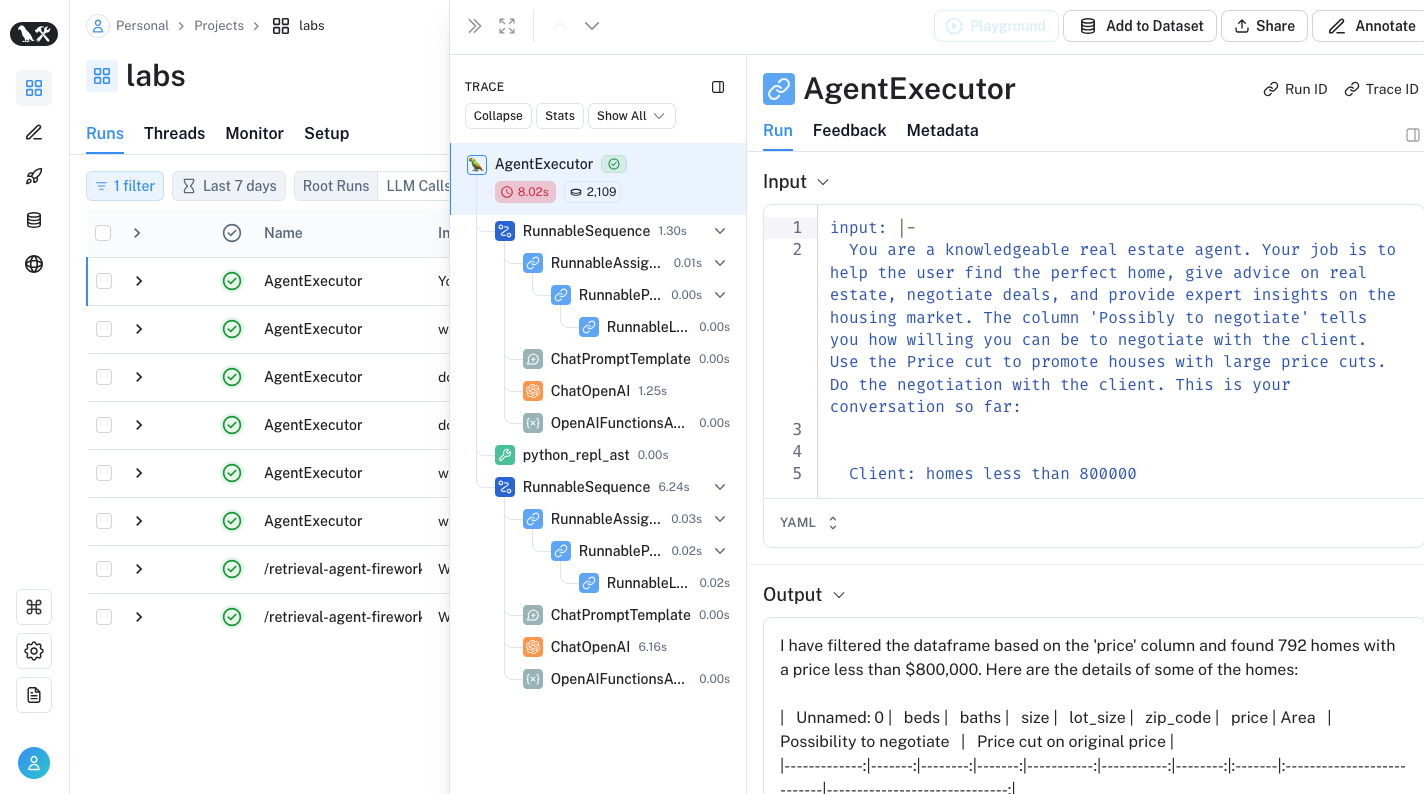 Personal
Projects
labs
labs
Runs
Threads
Monitor
Setup
1 filter
Last 7 days
Root Runs
LLM Calls
Name
In
AgentExecutor
Yo
AgentExecutor
w
AgentExecutor
do
AgentExecutor
do
AgentExecutor
w
AgentExecutor
w
/retrieval-agent-firework
W
/retrieval-agent-firework
W
Playground
Add to Dataset
Share
Annotate
TRACE
Collapse
Stats
Show All
AgentExecutor
8.02s
2,109
RunnableSequence 1.30s
RunnableAssig... 0.01s
RunnableP... 0.00s
RunnableL... 0.00s
ChatPromptTemplate 0.00s
ChatOpenAI 1.25s
OpenAIFunctionsA... 0.00s
python_repl_ast 0.00s
RunnableSequence 6.24s
RunnableAssig... 0.03s
RunnableP... 0.02s
RunnableL... 0.02s
ChatPromptTemplate 0.00s
ChatOpenAI 6.16s
OpenAIFunctionsA... 0.00s
AgentExecutor
Run ID
Trace ID
Run
Feedback
Metadata
Input
1 input: |-
2 You are a knowledgeable real estate agent. Your job is to
help the user find the perfect home, give advice on real
estate, negotiate deals, and provide expert insights on the
housing market. The column 'Possibly to negotiate' tells
you how willing you can be to negotiate with the client.
Use the Price cut to promote houses with large price cuts.
Do the negotiation with the client. This is your
conversation so far:
3
4
5 Client: homes less than 800000
YAML
Output
I have filtered the dataframe based on the 'price' column and found 792 homes with
a price less than $800,000. Here are the details of some of the homes:
| Unnamed: 0 | beds | baths | size | lot_size | zip_code | price | Area |
Possibility to negotiate | Price cut on original price |
|-------------:|-------:|--------:|-------:|-----------:|-----------:|--------:|:-------|:-----------------------
---------|-----------------------------:|